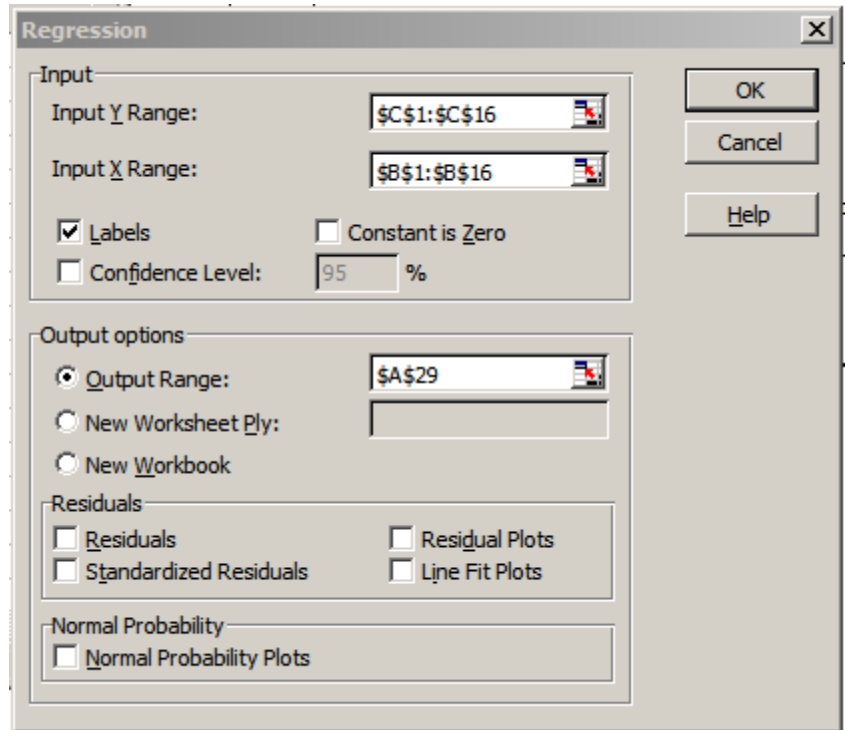 Regression
Input
Input Y Range:
$C$1:$C$16
OK
Input X Range:
$B$1:$B$16
Cancel
Labels
Constant is Zero
Help
Confidence Level:
95
%
Output options
Output Range:
$A$29
New Worksheet Ply:
New Workbook
Residuals
Residuals
Residual Plots
Standardized Residuals
Line Fit Plots
Normal Probability
Normal Probability Plots